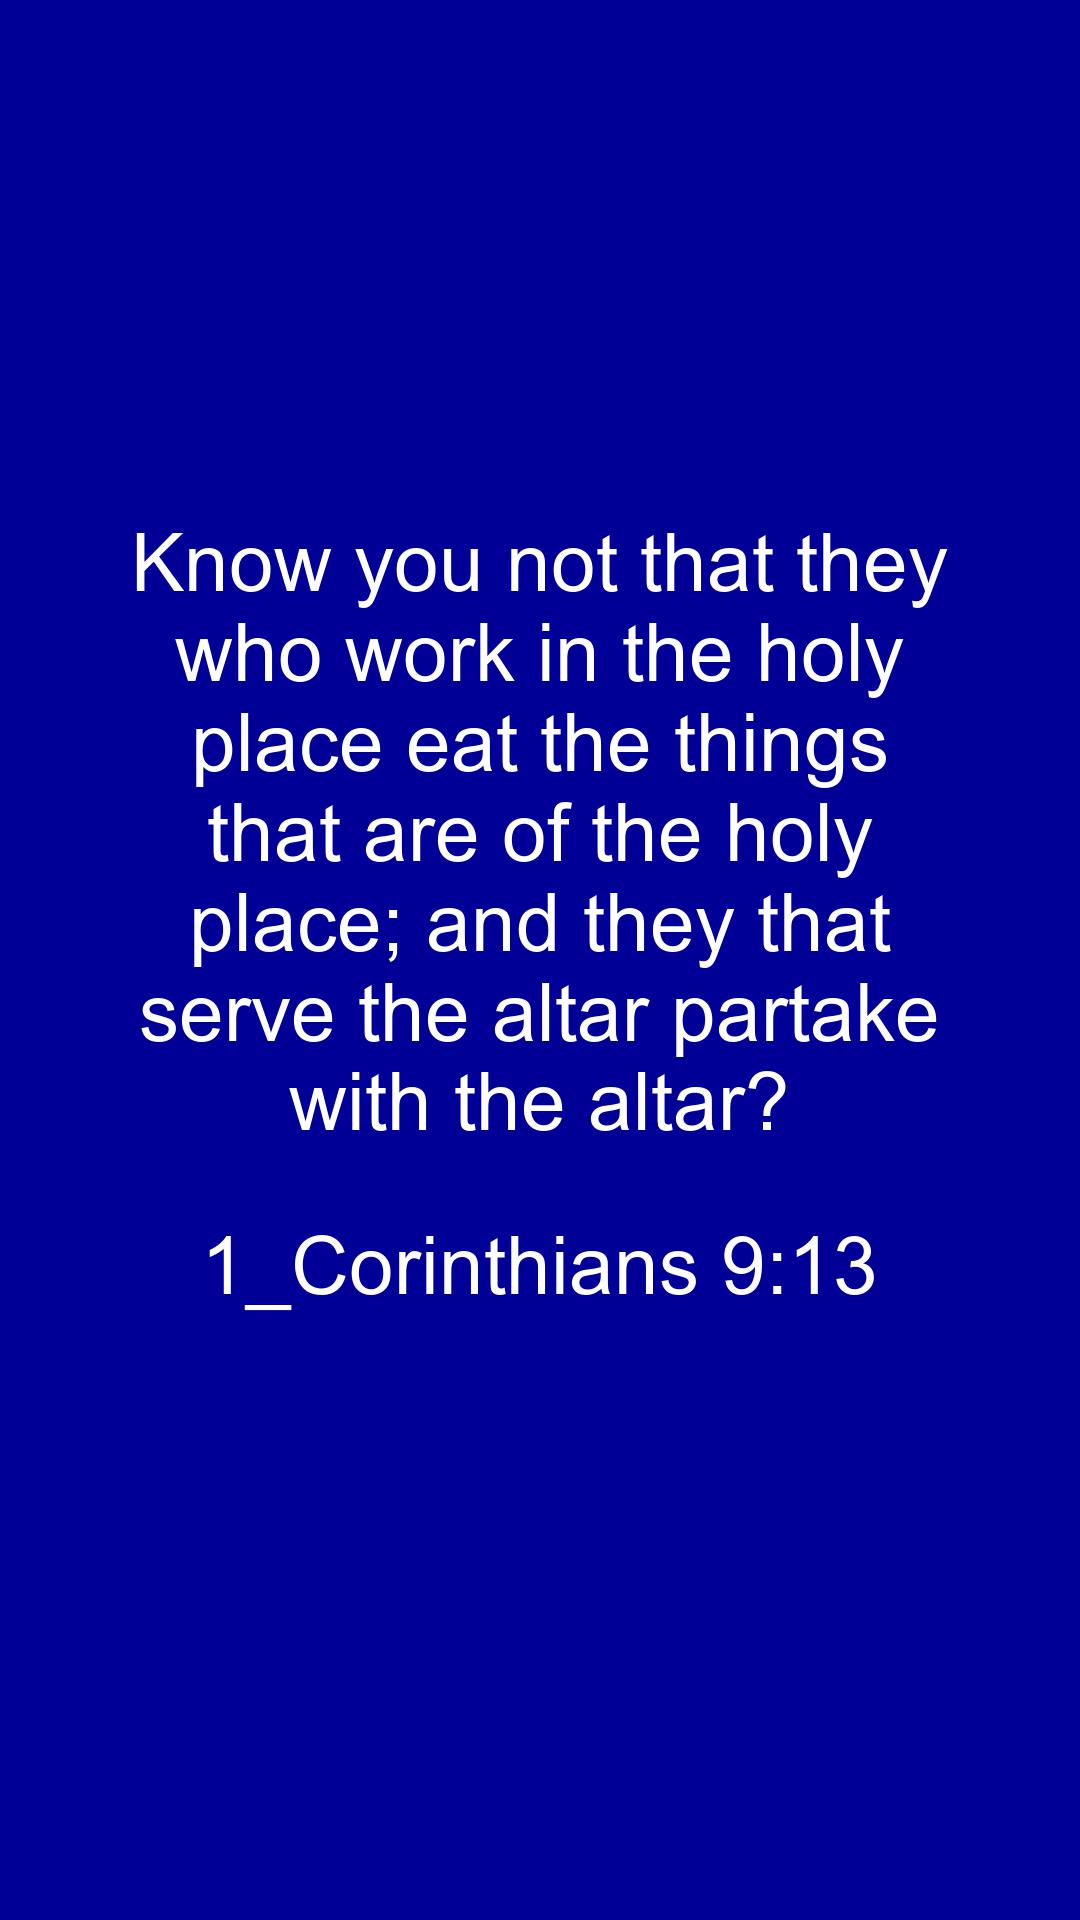 Know you not that they
who work in the holy
place eat the things
that are of the holy
place; and they that
serve the altar partake
with the altar?
1_Corinthians 9:13